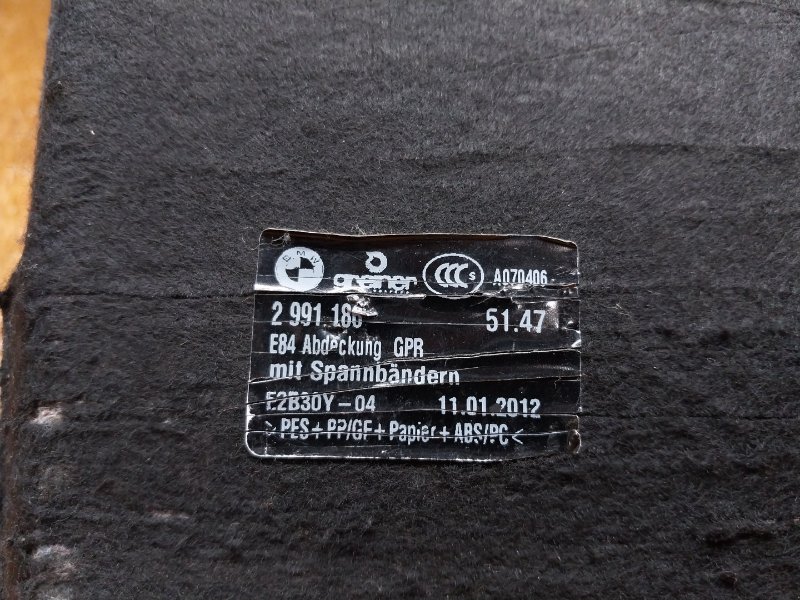 BMW greiner CCC S A070406
2 991 186 51.47
E84 Abdeckung GPR
mit Spannbändern
E2B30Y-04 11.01.2012
>PES+PP/GF+Papier+ABS/PC<